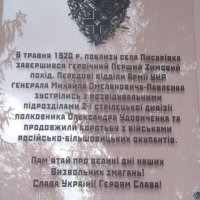 6 травня 1920 р. поблизу села Писарівка
завершився героїчний Перший Зимовий
похід. Передові відділи Армії УНР
генерала Михайла Омеляновича-Павленка
зустрілись з розвідувальними
підрозділами 2-ї стрілецької дивізії
полковника Олександра Удовиченка та
продовжили боротьбу з військами
російсько-більшовицьких окупантів.
Пам'ятай про великі дні наших
Визвольних змагань!
Слава Україні! Героям Слава!